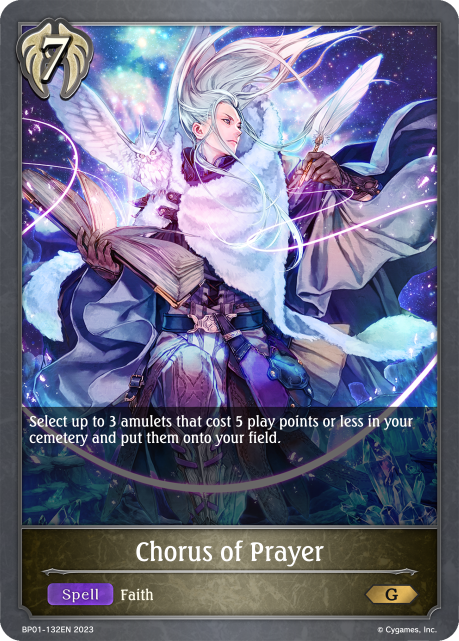 7
Select up to 3 amulets that cost 5 play points or less in your
cemetery and put them onto your field.
Chorus of Prayer
Spell Faith G
BP01-132EN 2023 © Cygames, Inc.